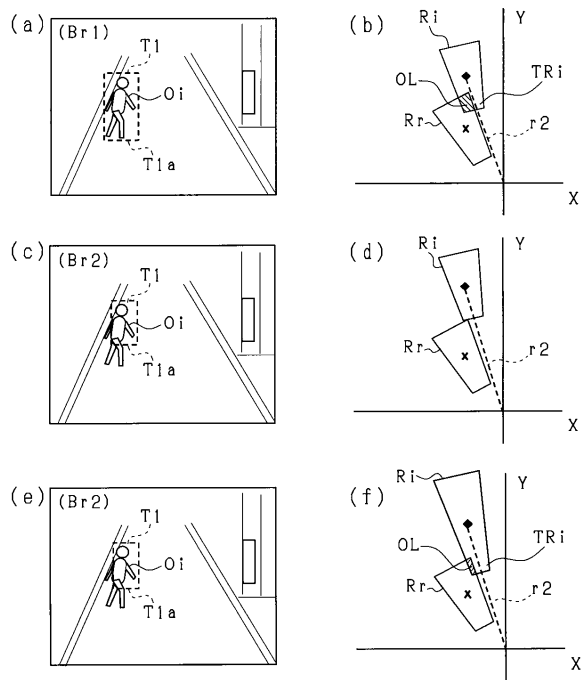 (a)
(Br1)
T1
Oi
T1a
(b)
Ri
Y
OL
TRi
Rr
r2
X
(c)
(Br2)
T1
Oi
T1a
(d)
Ri
Y
Rr
r2
X
(e)
(Br2)
T1
Oi
T1a
(f)
Ri
Y
OL
TRi
Rr
r2
X